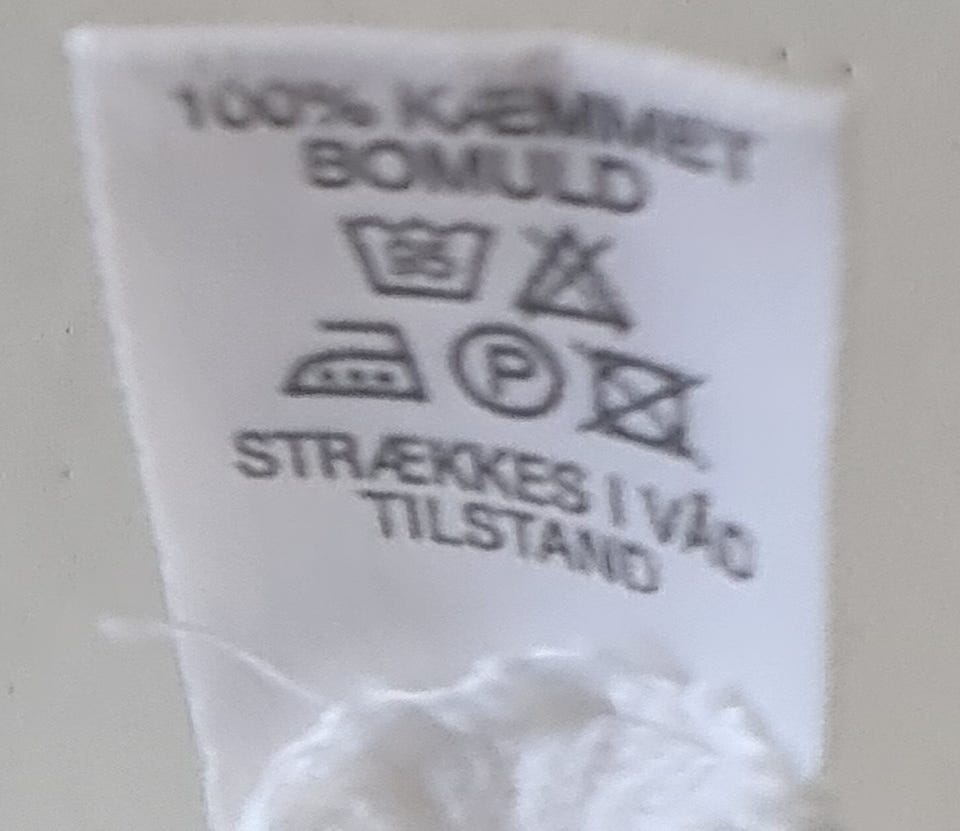 100% KÆMMET
BOMULD
P
STRÆKKES I VÅD
TILSTAND